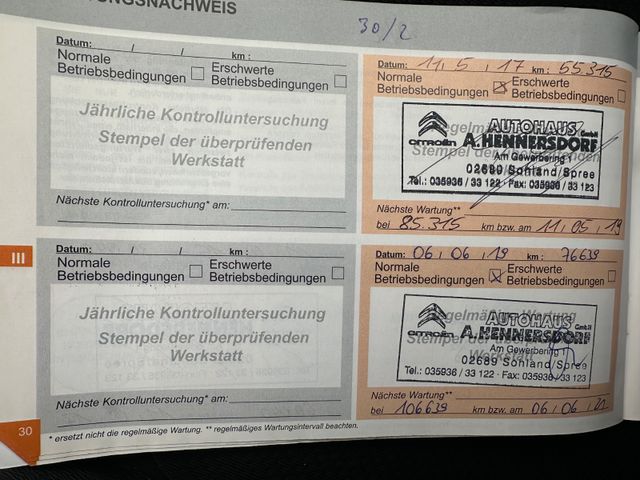 UNGSNACHWEIS
30/2
Datum: / / km :
Normale Betriebsbedingungen
Erschwerte Betriebsbedingungen
Jährliche Kontrolluntersuchung
Stempel der überprüfenden
Werkstatt
Nächste Kontrolluntersuchung* am:
Datum: 11, 5, 17 km : 55315
Normale Betriebsbedingungen
Erschwerte Betriebsbedingungen
CITROËN
AUTOHAUS GmbH
A. HENNERSDORF
Am Gewerbering 1
02689 Sohland/Spree
Tel.: 035936 / 33 122 · Fax: 035936 / 33 123
Nächste Wartung**
bei 85.315 km bzw. am 11, 05, 19
III
Datum: / / km :
Normale Betriebsbedingungen
Erschwerte Betriebsbedingungen
Jährliche Kontrolluntersuchung
Stempel der überprüfenden
Werkstatt
Nächste Kontrolluntersuchung* am:
Datum: 06, 06, 19 km : 76639
Normale Betriebsbedingungen
Erschwerte Betriebsbedingungen
Regelmäßige Wartung
Werkstatt
CITROËN
AUTOHAUS GmbH
A. HENNERSDORF
Am Gewerbering 1
02689 Sohland/Spree
Tel.: 035936 / 33 122 · Fax: 035936 / 33 123
Nächste Wartung**
bei 106639 km bzw. am 06, 06, 21
30
* ersetzt nicht die regelmäßige Wartung. ** regelmäßiges Wartungsintervall beachten.